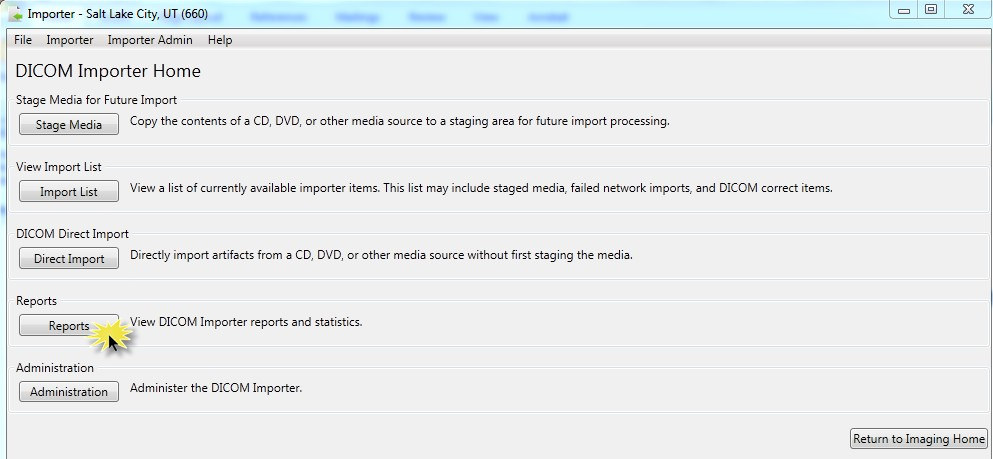 Importer - Salt Lake City, UT (660)
References Mailings Review View Acrobat
File Importer Importer Admin Help
DICOM Importer Home
Stage Media for Future Import
Stage Media Copy the contents of a CD, DVD, or other media source to a staging area for future import processing.
View Import List
Import List View a list of currently available importer items. This list may include staged media, failed network imports, and DICOM correct items.
DICOM Direct Import
Direct Import Directly import artifacts from a CD, DVD, or other media source without first staging the media.
Reports
Reports View DICOM Importer reports and statistics.
Administration
Administration Administer the DICOM Importer.
Return to Imaging Home